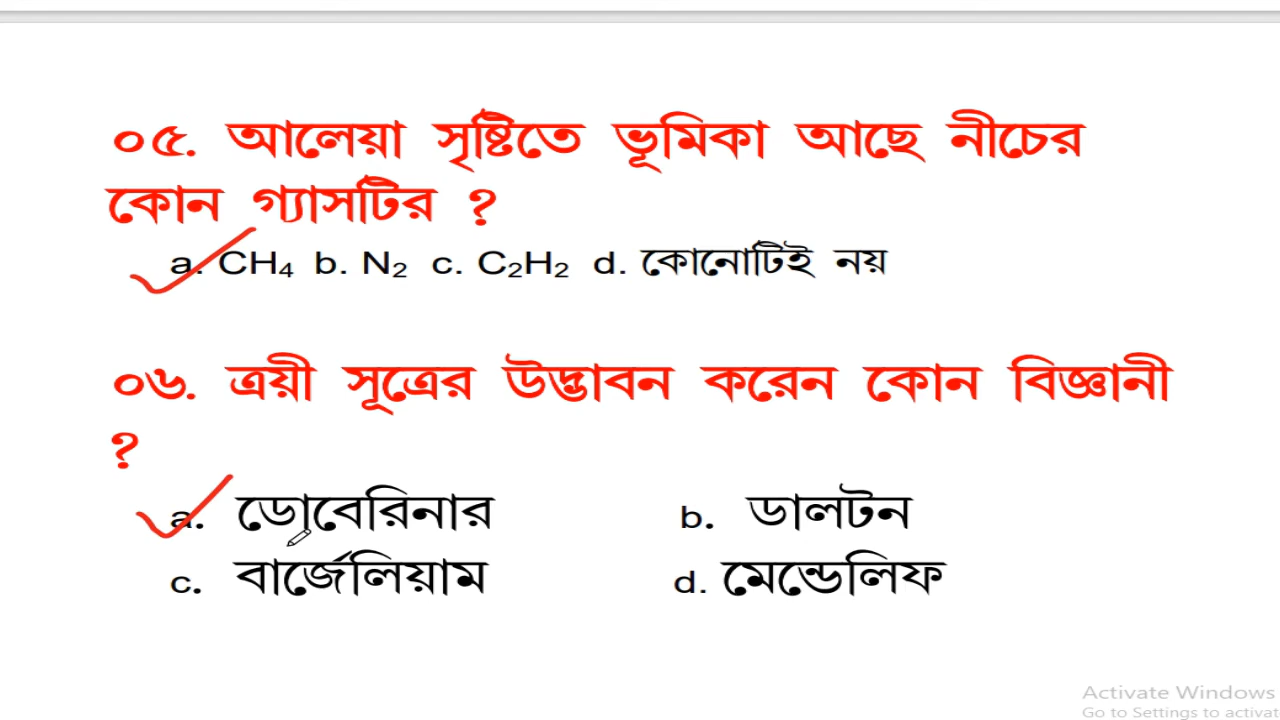 ০৫. আলেয়া সৃষ্টিতে ভূমিকা আছে নীচের
কোন গ্যাসটির ?
a. CH₄ b. N₂ c. C₂H₂ d. কোনোটিই নয়
০৬. ত্রয়ী সূত্রের উদ্ভাবন করেন কোন বিজ্ঞানী
?
a. ডোবেরিনার b. ডালটন
c. বার্জেলিয়াম d. মেন্ডেলিফ
Activate Windows
Go to Settings to activat